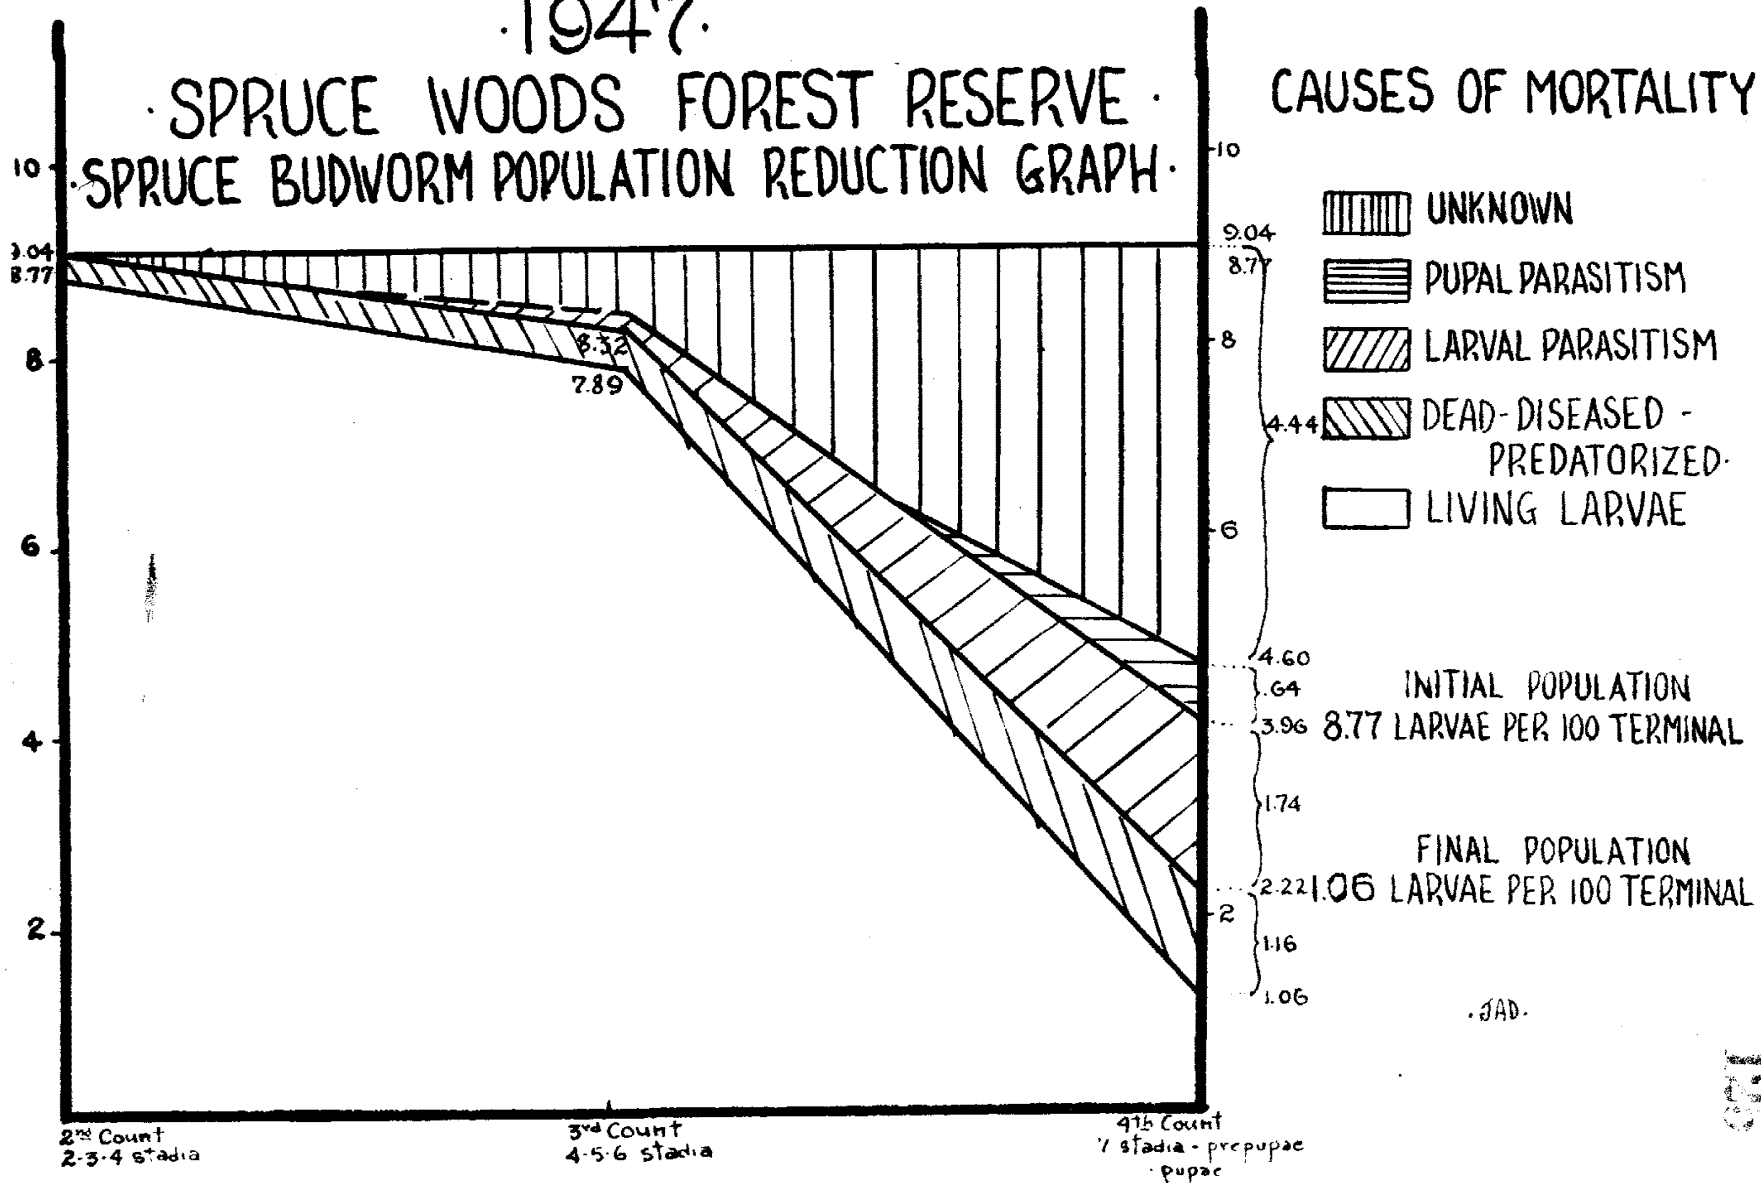 ·1947·
·SPRUCE WOODS FOREST RESERVE·
·SPRUCE BUDWORM POPULATION REDUCTION GRAPH·
10
9.04
8.77
8
6
4
2
8.32
7.89
10
9.04
8.77
8
4.44
6
4.60
.64
3.96
1.74
2.22
2
1.16
1.06
2nd Count
2-3-4 stadia
3rd Count
4-5-6 stadia
4th Count
stadia - prepupae
·pupae
CAUSES OF MORTALITY
UNKNOWN
PUPAL PARASITISM
LARVAL PARASITISM
DEAD-DISEASED-
PREDATORIZED·
LIVING LARVAE
INITIAL POPULATION
8.77 LARVAE PER 100 TERMINAL
FINAL POPULATION
1.06 LARVAE PER 100 TERMINAL
·JAD·